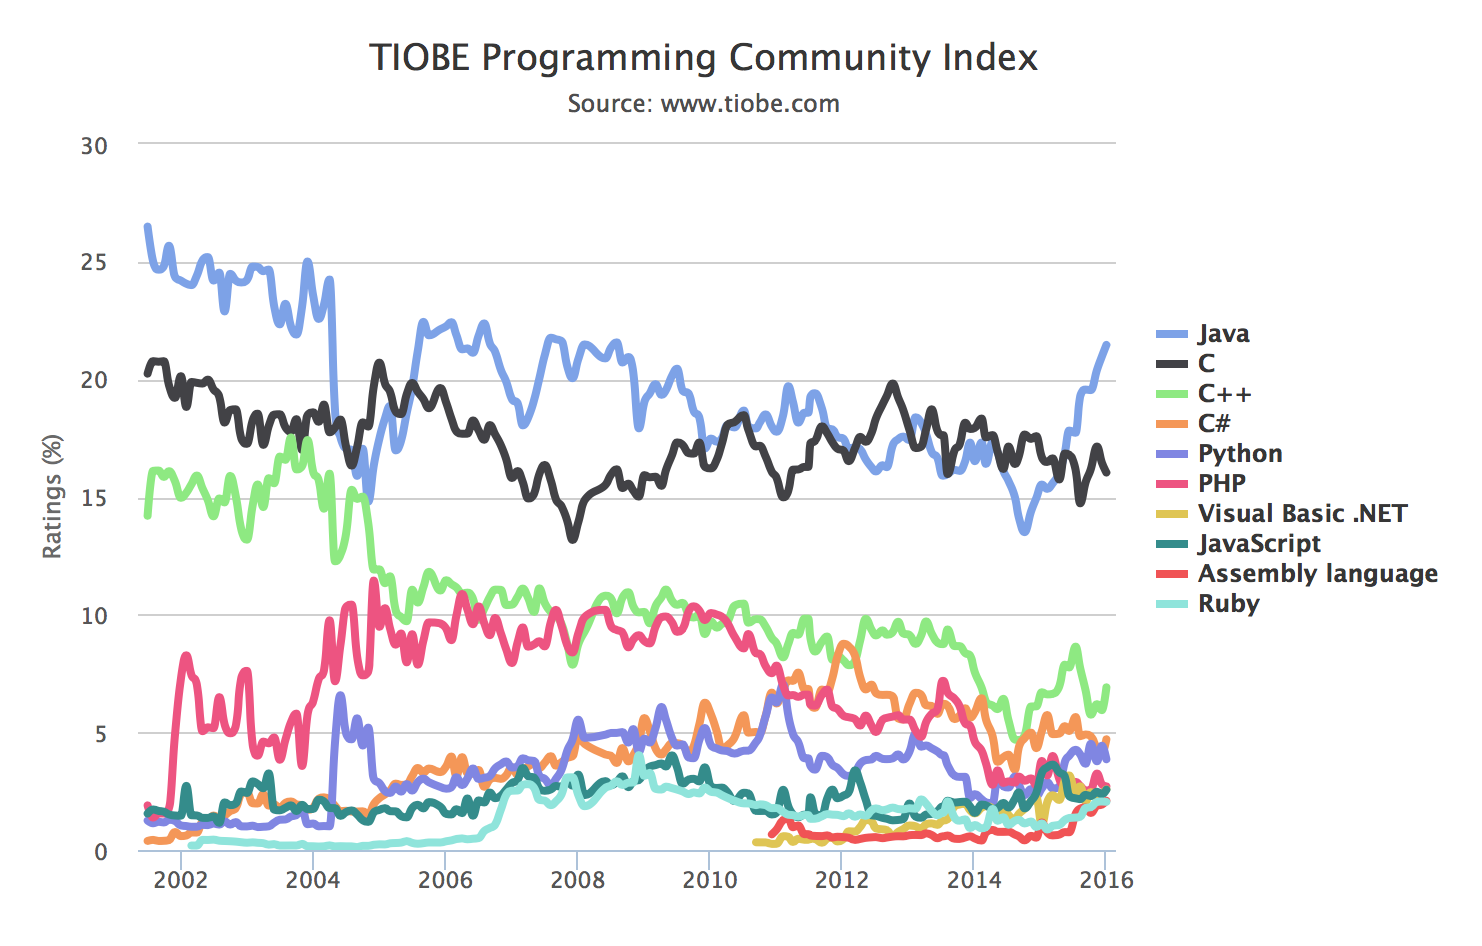 TIOBE Programming Community Index
Source: www.tiobe.com
Ratings (%)
30
25
20
15
10
5
0
2002 2004 2006 2008 2010 2012 2014 2016
Java
C
C++
C#
Python
PHP
Visual Basic .NET
JavaScript
Assembly language
Ruby